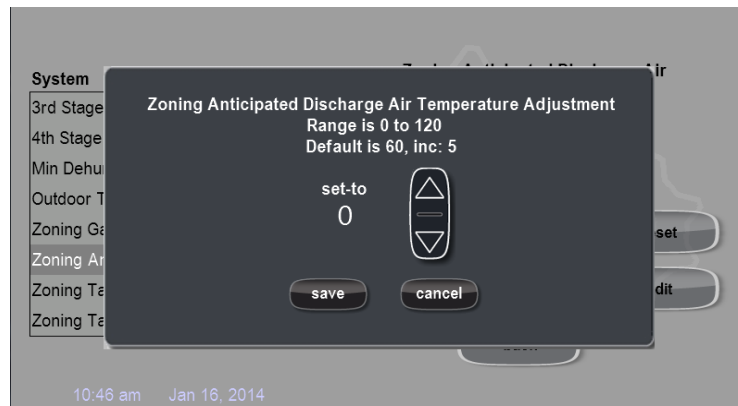 System
3rd Stage
4th Stage
Min Dehu
Outdoor T
Zoning Ga
Zoning An
Zoning Ta
Zoning Ta
Zoning Anticipated Discharge Air Temperature Adjustment
Range is 0 to 120
Default is 60, inc: 5
set-to
0
save
cancel
set
dit
10:46 am Jan 16, 2014